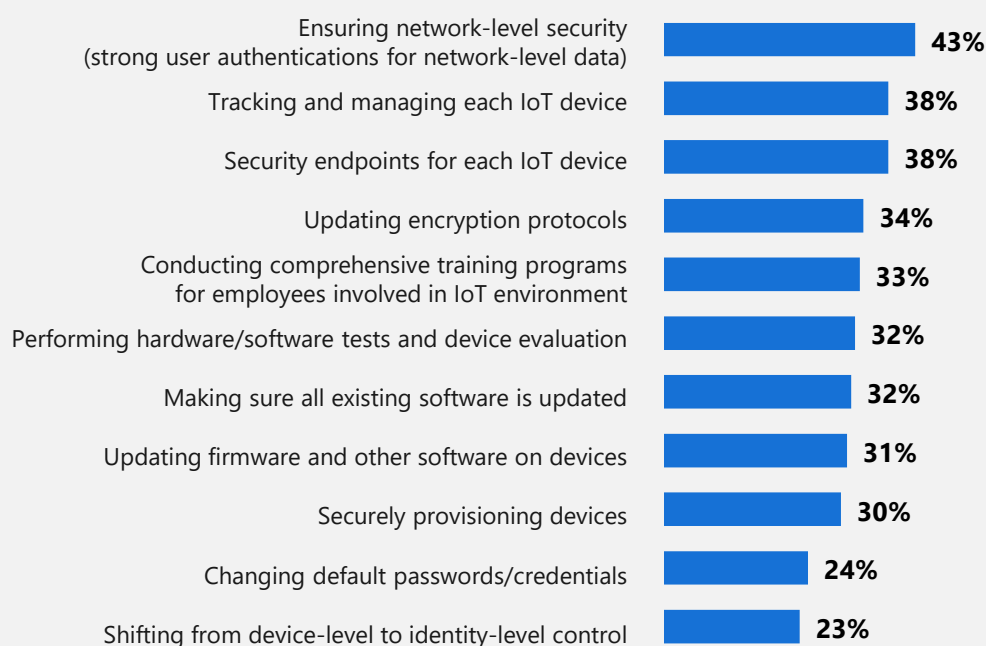 Ensuring network-level security
(strong user authentications for network-level data)
43%
Tracking and managing each IoT device
38%
Security endpoints for each IoT device
38%
Updating encryption protocols
34%
Conducting comprehensive training programs
for employees involved in IoT environment
33%
Performing hardware/software tests and device evaluation
32%
Making sure all existing software is updated
32%
Updating firmware and other software on devices
31%
Securely provisioning devices
30%
Changing default passwords/credentials
24%
Shifting from device-level to identity-level control
23%